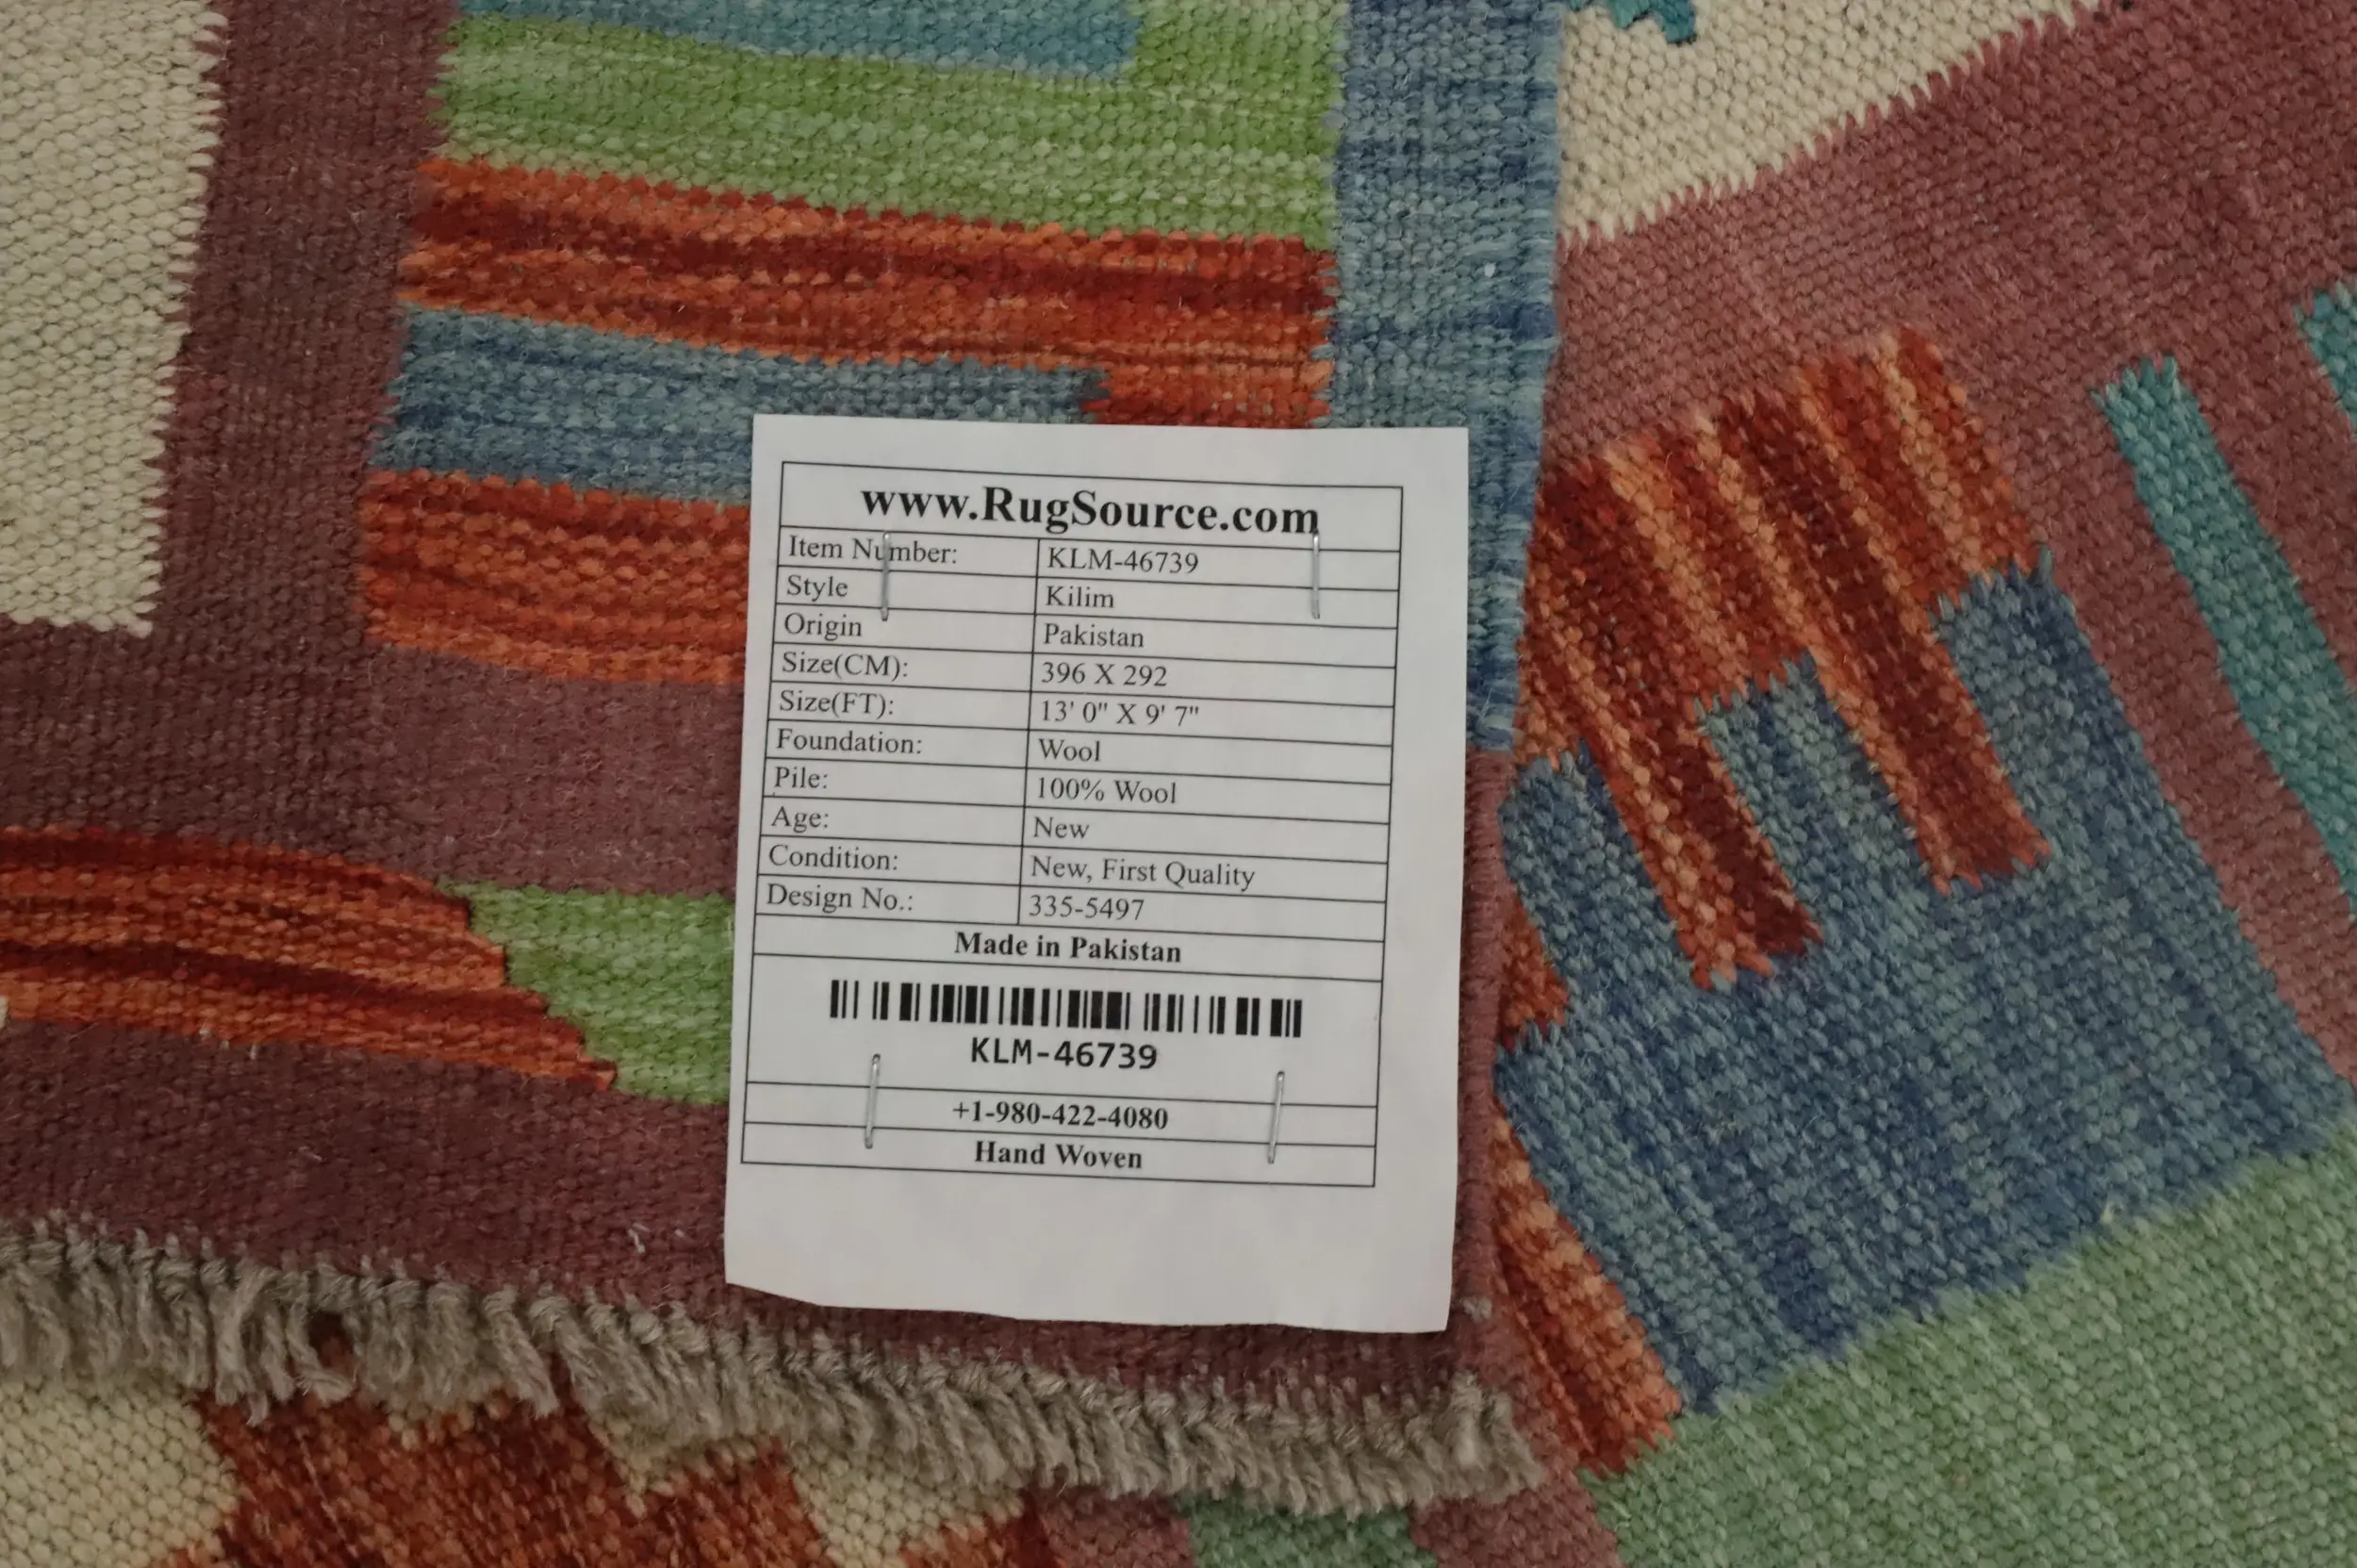 www.RugSource.com
Item Number: KLM-46739
Style Kilim
Origin Pakistan
Size(CM): 396 X 292
Size(FT): 13' 0" X 9' 7"
Foundation: Wool
Pile: 100% Wool
Age: New
Condition: New, First Quality
Design No.: 335-5497
Made in Pakistan
KLM-46739
+1-980-422-4080
Hand Woven